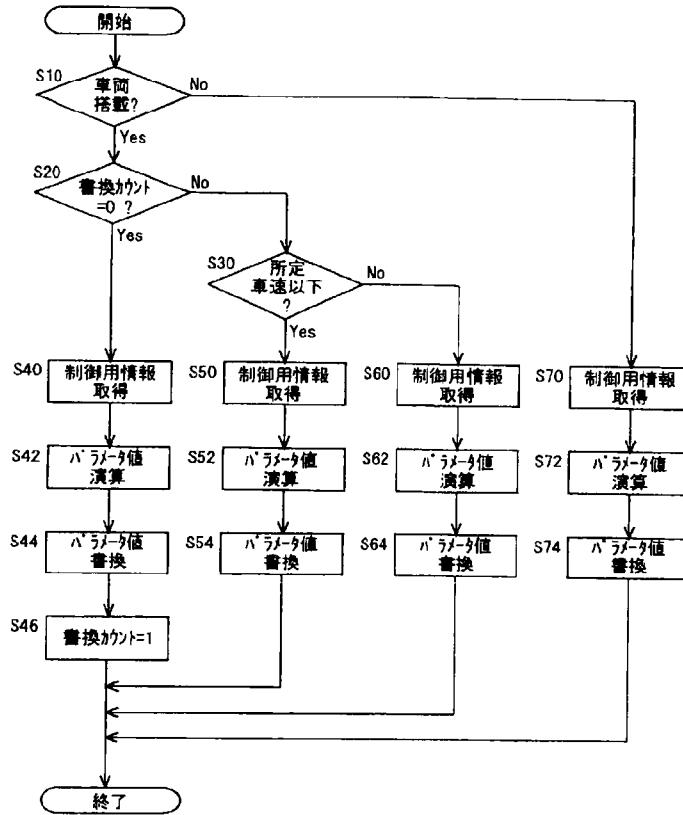 開始
S10
車両
搭載?
No
Yes
S20
書換カウント
=0 ?
No
Yes
S30
所定
車速以下
?
No
Yes
S40
制御用情報
取得
S50
制御用情報
取得
S60
制御用情報
取得
S70
制御用情報
取得
S42
パラメータ値
演算
S52
パラメータ値
演算
S62
パラメータ値
演算
S72
パラメータ値
演算
S44
パラメータ値
書換
S54
パラメータ値
書換
S64
パラメータ値
書換
S74
パラメータ値
書換
S46
書換カウント=1
終了